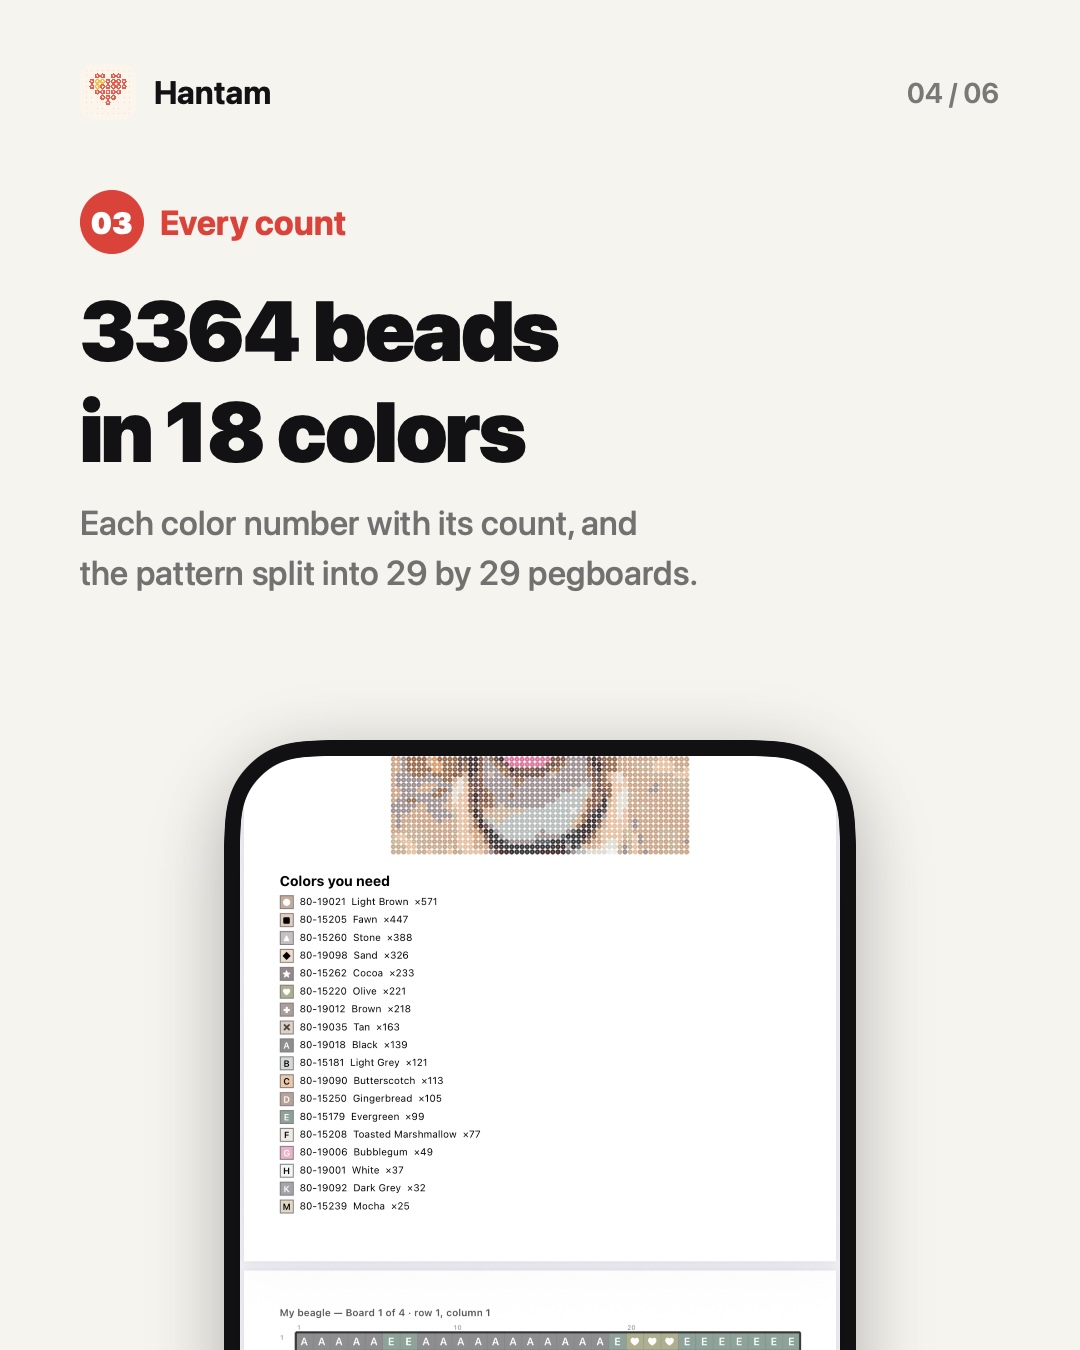 Hantam
04 / 06
03 Every count
3364 beads
in 18 colors
Each color number with its count, and
the pattern split into 29 by 29 pegboards.
Colors you need
80-19021 Light Brown ×571
80-15205 Fawn ×447
80-15260 Stone ×388
80-19098 Sand ×326
80-15262 Cocoa ×233
80-15220 Olive ×221
80-19012 Brown ×218
80-19035 Tan ×163
A 80-19018 Black ×139
B 80-15181 Light Grey ×121
C 80-19090 Butterscotch ×113
D 80-15250 Gingerbread ×105
E 80-15179 Evergreen ×99
F 80-15208 Toasted Marshmallow ×77
G 80-19006 Bubblegum ×49
H 80-19001 White ×37
K 80-19092 Dark Grey ×32
M 80-15239 Mocha ×25
My beagle — Board 1 of 4 · row 1, column 1
1 10 20
1 A A A A A E E A A A A A A A A A A A E E E E E E E E